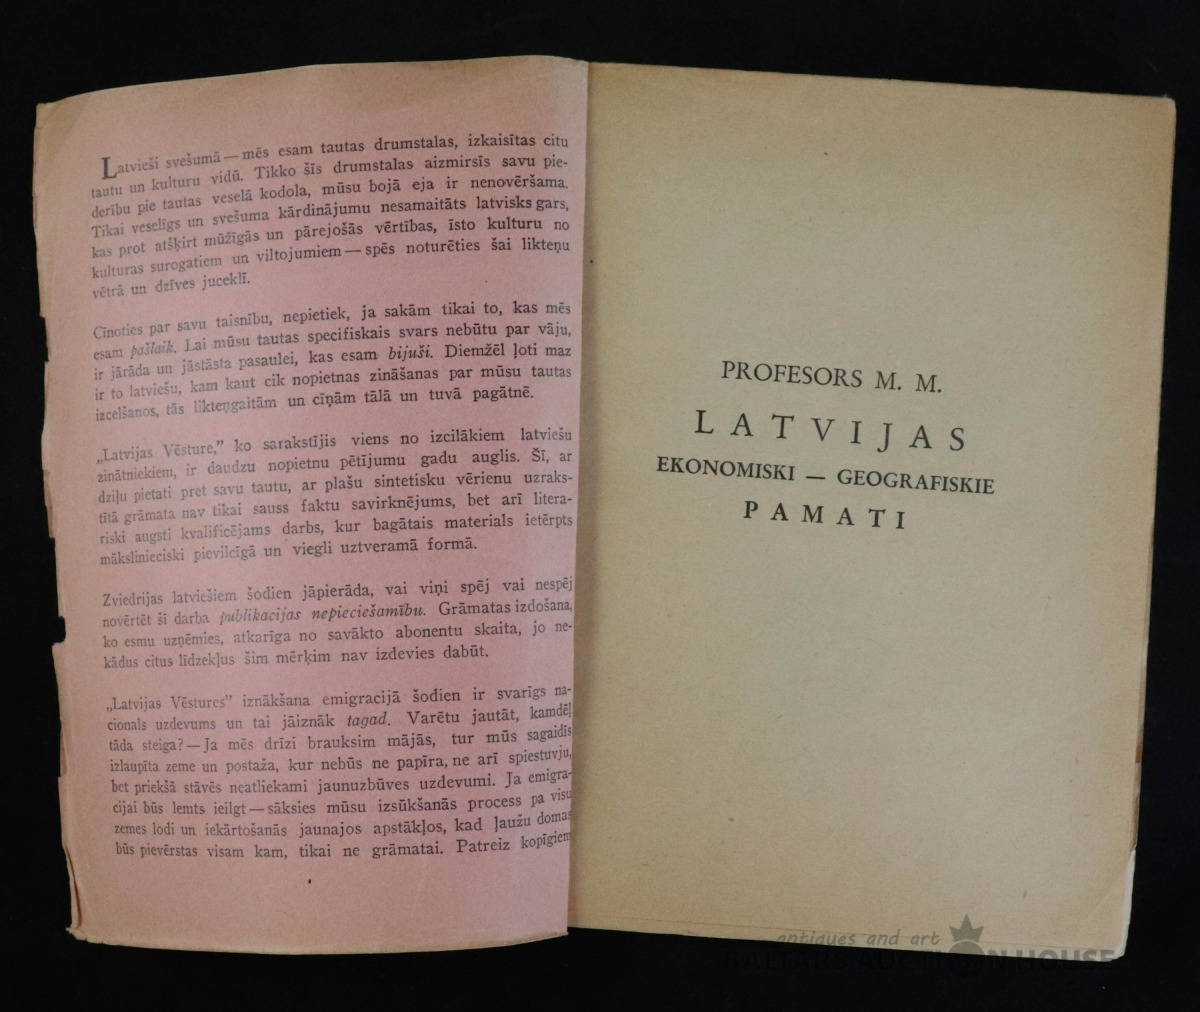 Latvieši svešumā — mēs esam tautas drumstalas, izkaisītas citu
tautu un kulturu vidū. Tikko šīs drumstalas aizmirsīs savu pie-
derību pie tautas veselā kodola, mūsu bojā eja ir nenovēršama.
Tikai veselīgs un svešuma kārdinājumu nesamaitāts latvisks gars,
kas prot atšķirt mūžīgās un pārejošās vērtības, īsto kulturu no
kulturas surogatiem un viltojumiem — spēs noturēties šai likteņu
vētrā un dzīves juceklī.
Cīnoties par savu taisnību, nepietiek, ja sakām tikai to, kas mēs
esam pašlaik. Lai mūsu tautas specifiskais svars nebūtu par vāju,
ir jārāda un jāstāsta pasaulei, kas esam bijuši. Diemžēl ļoti maz
ir to latviešu, kam kaut cik nopietnas zināšanas par mūsu tautas
izcelšanos, tās likteņgaitām un cīņām tālā un tuvā pagātnē.
„Latvijas Vēsture,” ko sarakstījis viens no izcilākiem latviešu
zinātniekiem, ir daudzu nopietnu pētījumu gadu auglis. Šī, ar
dziļu pietati pret savu tautu, ar plašu sintetisku vērienu uzraks-
tītā grāmata nav tikai sauss faktu savirknējums, bet arī litera-
riski augsti kvalificējams darbs, kur bagātais materials ietērpts
mākslinieciski pievilcīgā un viegli uztveramā formā.
Zviedrijas latviešiem šodien jāpierāda, vai viņi spēj vai nespēj
novērtēt šī darba publikacijas nepieciešamību. Grāmatas izdošana,
ko esmu uzņēmies, atkarīga no savākto abonentu skaita, jo ne-
kādus citus līdzekļus šim mērķim nav izdevies dabūt.
„Latvijas Vēstures” iznākšana emigracijā šodien ir svarīgs na-
cionals uzdevums un tai jāiznāk tagad. Varētu jautāt, kamdēļ
tāda steiga? — Ja mēs drīzi brauksim mājās, tur mūs sagaidīs
izlaupīta zeme un postaža, kur nebūs ne papīra, ne arī spiestuvju,
bet priekšā stāvēs neatliekami jaunuzbūves uzdevumi. Ja emigra-
cijai būs lemts ieilgt — sāksies mūsu izsūkšanās process pa visu
zemes lodi un iekārtošanās jaunajos apstākļos, kad ļaužu domas
būs pievērstas visam kam, tikai ne grāmatai. Patreiz kopīgiem
PROFESORS M. M.
LATVIJAS
EKONOMISKI — GEOGRAFISKIE
PAMATI
antiques and art
BALTARS AUCTION HOUSE